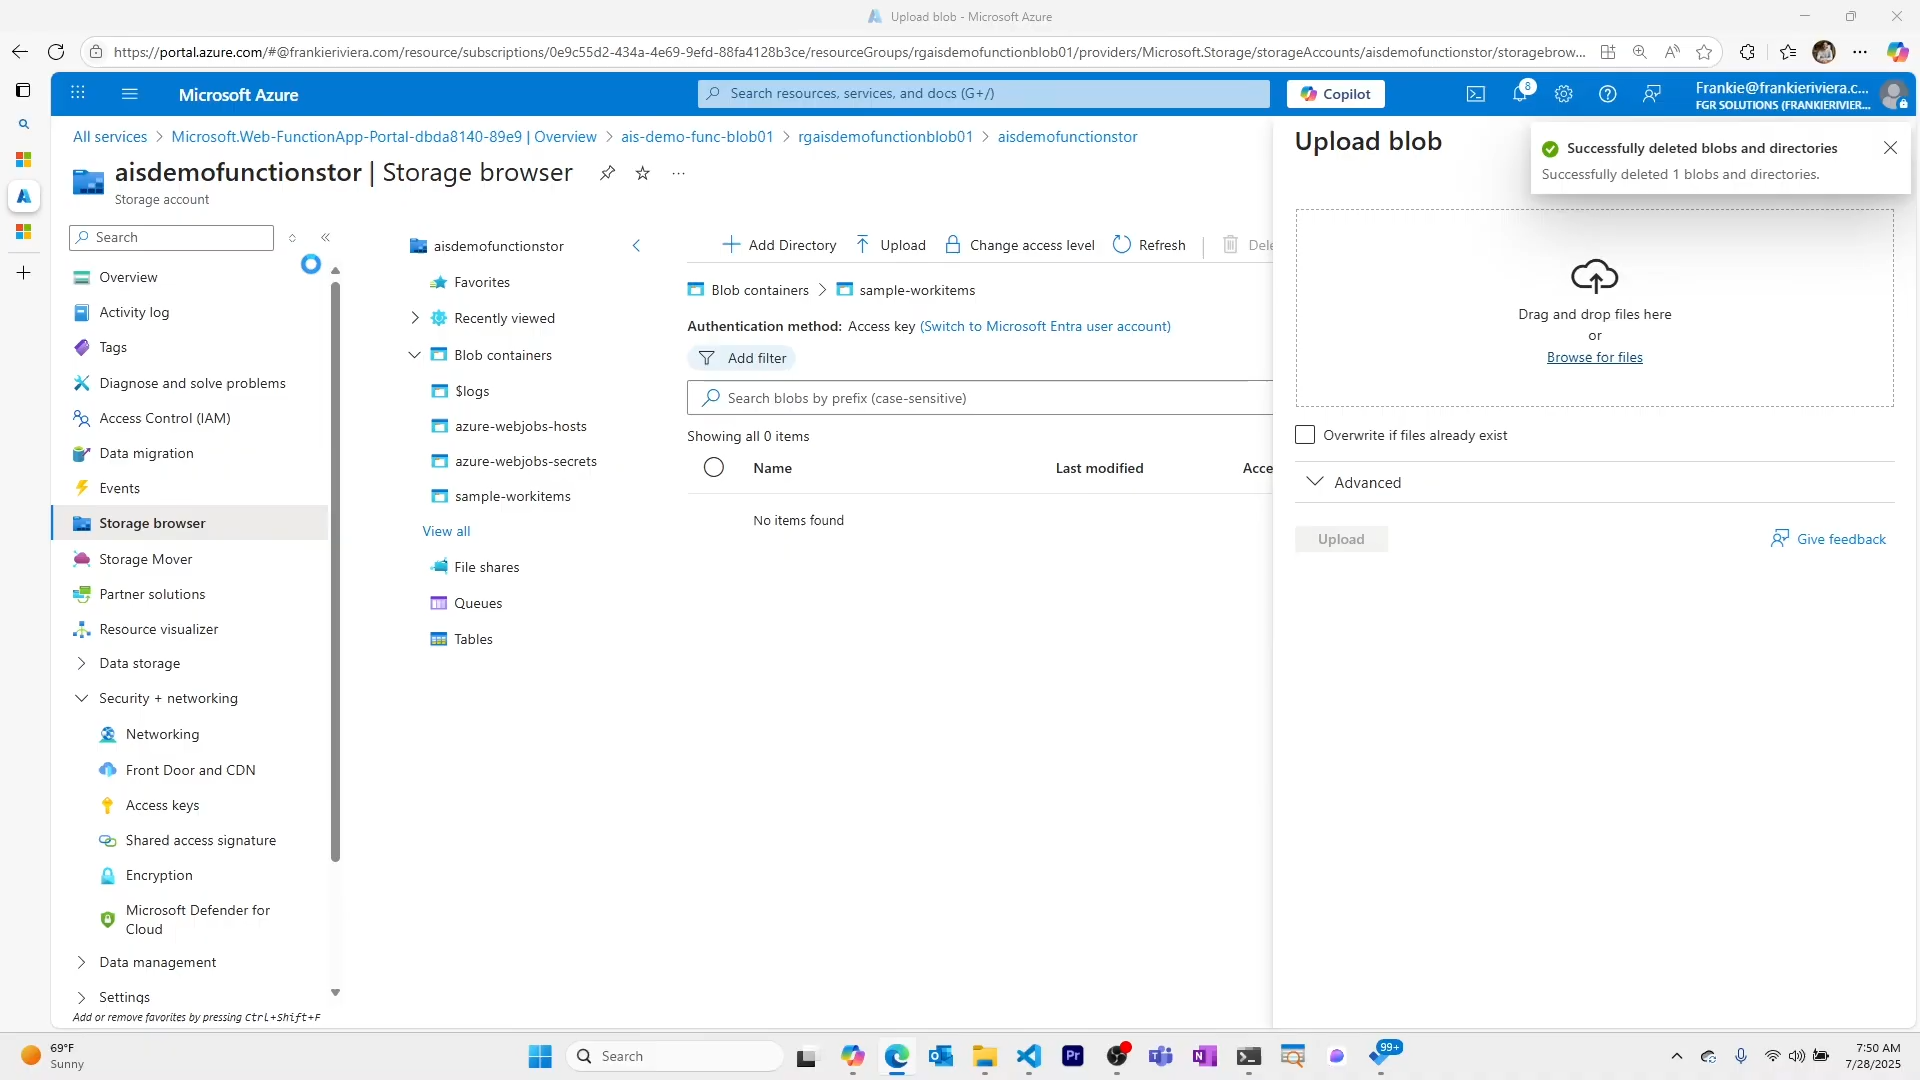 Upload blob - Microsoft Azure
https://portal.azure.com/#@frankieriviera.com/resource/subscriptions/0e9c55d2-434a-4e69-9efd-88fa4128b3ce/resourceGroups/rgaisdemofunctionblob01/providers/Microsoft.Storage/storageAccounts/aisdemofunctionstor/storagebrow...
Microsoft Azure
Search resources, services, and docs (G+/)
Copilot
8
Frankie@frankieriviera.c...
FGR SOLUTIONS (FRANKIERIVIER...
All services
Microsoft.Web-FunctionApp-Portal-dbda8140-89e9 | Overview
ais-demo-func-blob01
rgaisdemofunctionblob01
aisdemofunctionstor
aisdemofunctionstor | Storage browser
Storage account
Search
Overview
Activity log
Tags
Diagnose and solve problems
Access Control (IAM)
Data migration
Events
Storage browser
Storage Mover
Partner solutions
Resource visualizer
Data storage
Security + networking
Networking
Front Door and CDN
Access keys
Shared access signature
Encryption
Microsoft Defender for
Cloud
Data management
Settings
Add or remove favorites by pressing Ctrl+Shift+F
aisdemofunctionstor
Favorites
Recently viewed
Blob containers
$logs
azure-webjobs-hosts
azure-webjobs-secrets
sample-workitems
View all
File shares
Queues
Tables
Add Directory
Upload
Change access level
Refresh
Dele
Blob containers
sample-workitems
Authentication method: Access key (Switch to Microsoft Entra user account)
Add filter
Search blobs by prefix (case-sensitive)
Showing all 0 items
Name
Last modified
Acce
No items found
Upload blob
Successfully deleted blobs and directories
Successfully deleted 1 blobs and directories.
Drag and drop files here
or
Browse for files
Overwrite if files already exist
Advanced
Upload
Give feedback
69°F
Sunny
Search
Pr
99+
7:50 AM
7/28/2025